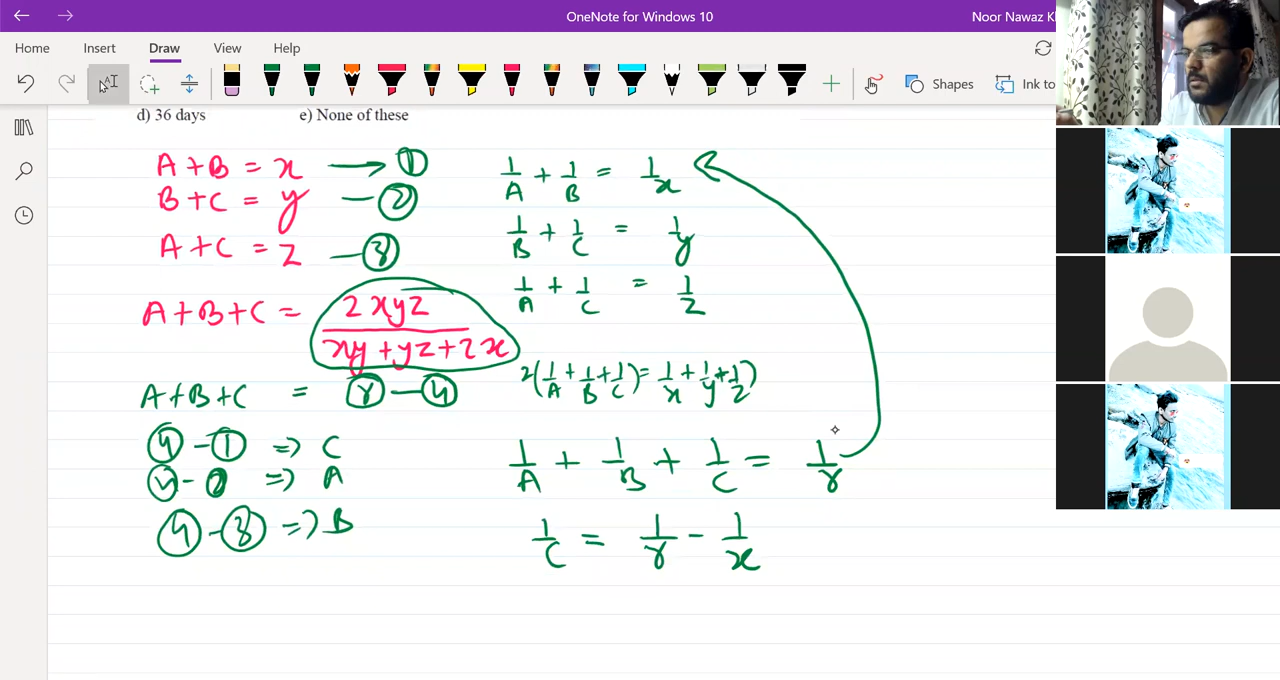 OneNote for Windows 10
Noor Nawaz Kh
Home Insert Draw View Help
Shapes
Ink to
d) 36 days e) None of these
A + B = x → ①
B + C = y — ②
A + C = z — ③
A + B + C = 2xyz / xy + yz + zx
A + B + C = r — ④
④ - ① => C
④ - ② => A
④ - ③ => B
1/A + 1/B = 1/x
1/B + 1/C = 1/y
1/A + 1/C = 1/z
2(1/A + 1/B + 1/C) = 1/x + 1/y + 1/z)
1/A + 1/B + 1/C = 1/r
1/C = 1/r - 1/x